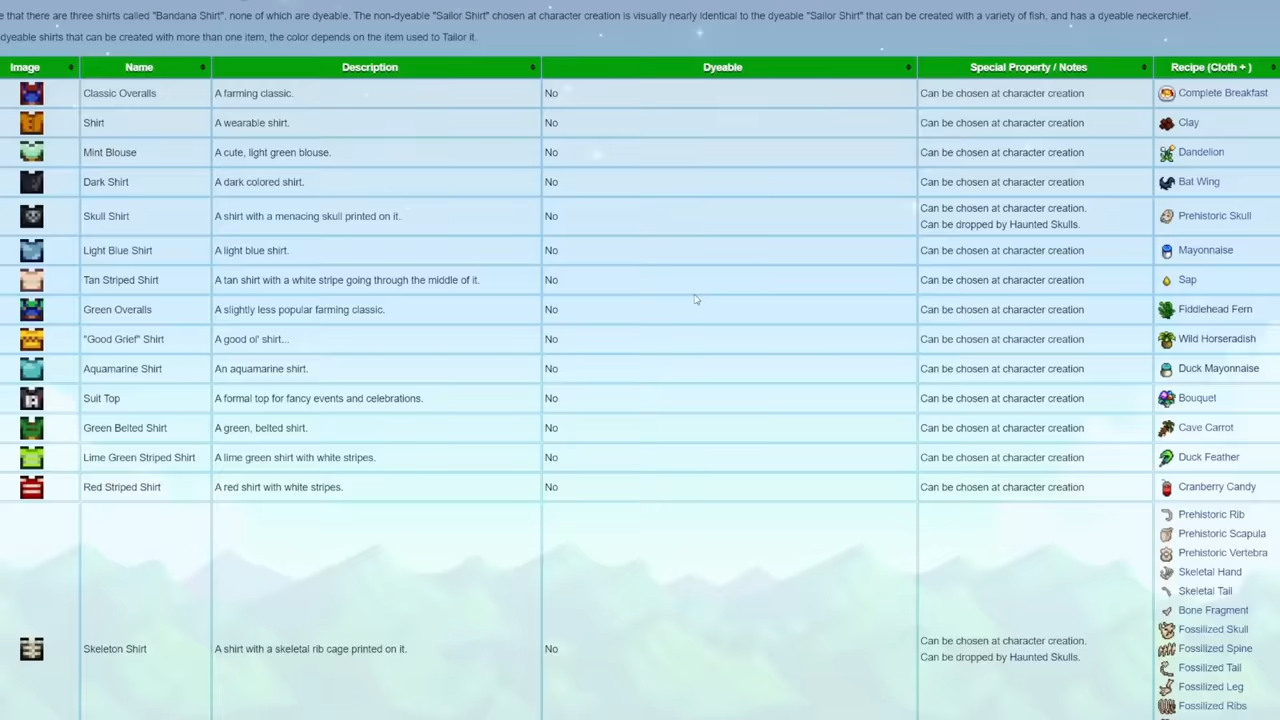 e that there are three shirts called "Bandana Shirt". none of which are dyeable. The non-dyeable "Sailor Shirt" chosen at character creation is visually nearly identical to the dyeable "Sailor Shirt" that can be created with a variety of fish, and has a dyeable neckerchief.
dyeable shirts that can be created with more than one item, the color depends on the item used to Tailor it.
Image Name Description Dyeable Special Property / Notes Recipe (Cloth + )
Classic Overalls A farming classic. No Can be chosen at character creation Complete Breakfast
Shirt A wearable shirt. No Can be chosen at character creation Clay
Mint Blouse A cute, light green blouse. No Can be chosen at character creation Dandelion
Dark Shirt A dark colored shirt. No Can be chosen at character creation Bat Wing
Skull Shirt A shirt with a menacing skull printed on it. No Can be chosen at character creation. Prehistoric Skull
Can be dropped by Haunted Skulls.
Light Blue Shirt A light blue shirt. No Can be chosen at character creation Mayonnaise
Tan Striped Shirt A tan shirt with a white stripe going through the middle of it. No Can be chosen at character creation Sap
Green Overalls A slightly less popular farming classic. No Can be chosen at character creation Fiddlehead Fern
"Good Grief" Shirt A good ol' shirt... No Can be chosen at character creation Wild Horseradish
Aquamarine Shirt An aquamarine shirt. No Can be chosen at character creation Duck Mayonnaise
Suit Top A formal top for fancy events and celebrations. No Can be chosen at character creation Bouquet
Green Belted Shirt A green, belted shirt. No Can be chosen at character creation Cave Carrot
Lime Green Striped Shirt A lime green shirt with white stripes. No Can be chosen at character creation Duck Feather
Red Striped Shirt A red shirt with white stripes. No Can be chosen at character creation Cranberry Candy
Prehistoric Rib
Prehistoric Scapula
Prehistoric Vertebra
Skeletal Hand
Skeletal Tail
Bone Fragment
Fossilized Skull
Skeleton Shirt A shirt with a skeletal rib cage printed on it. No Can be chosen at character creation. Fossilized Spine
Can be dropped by Haunted Skulls.
Fossilized Tail
Fossilized Leg
Fossilized Ribs